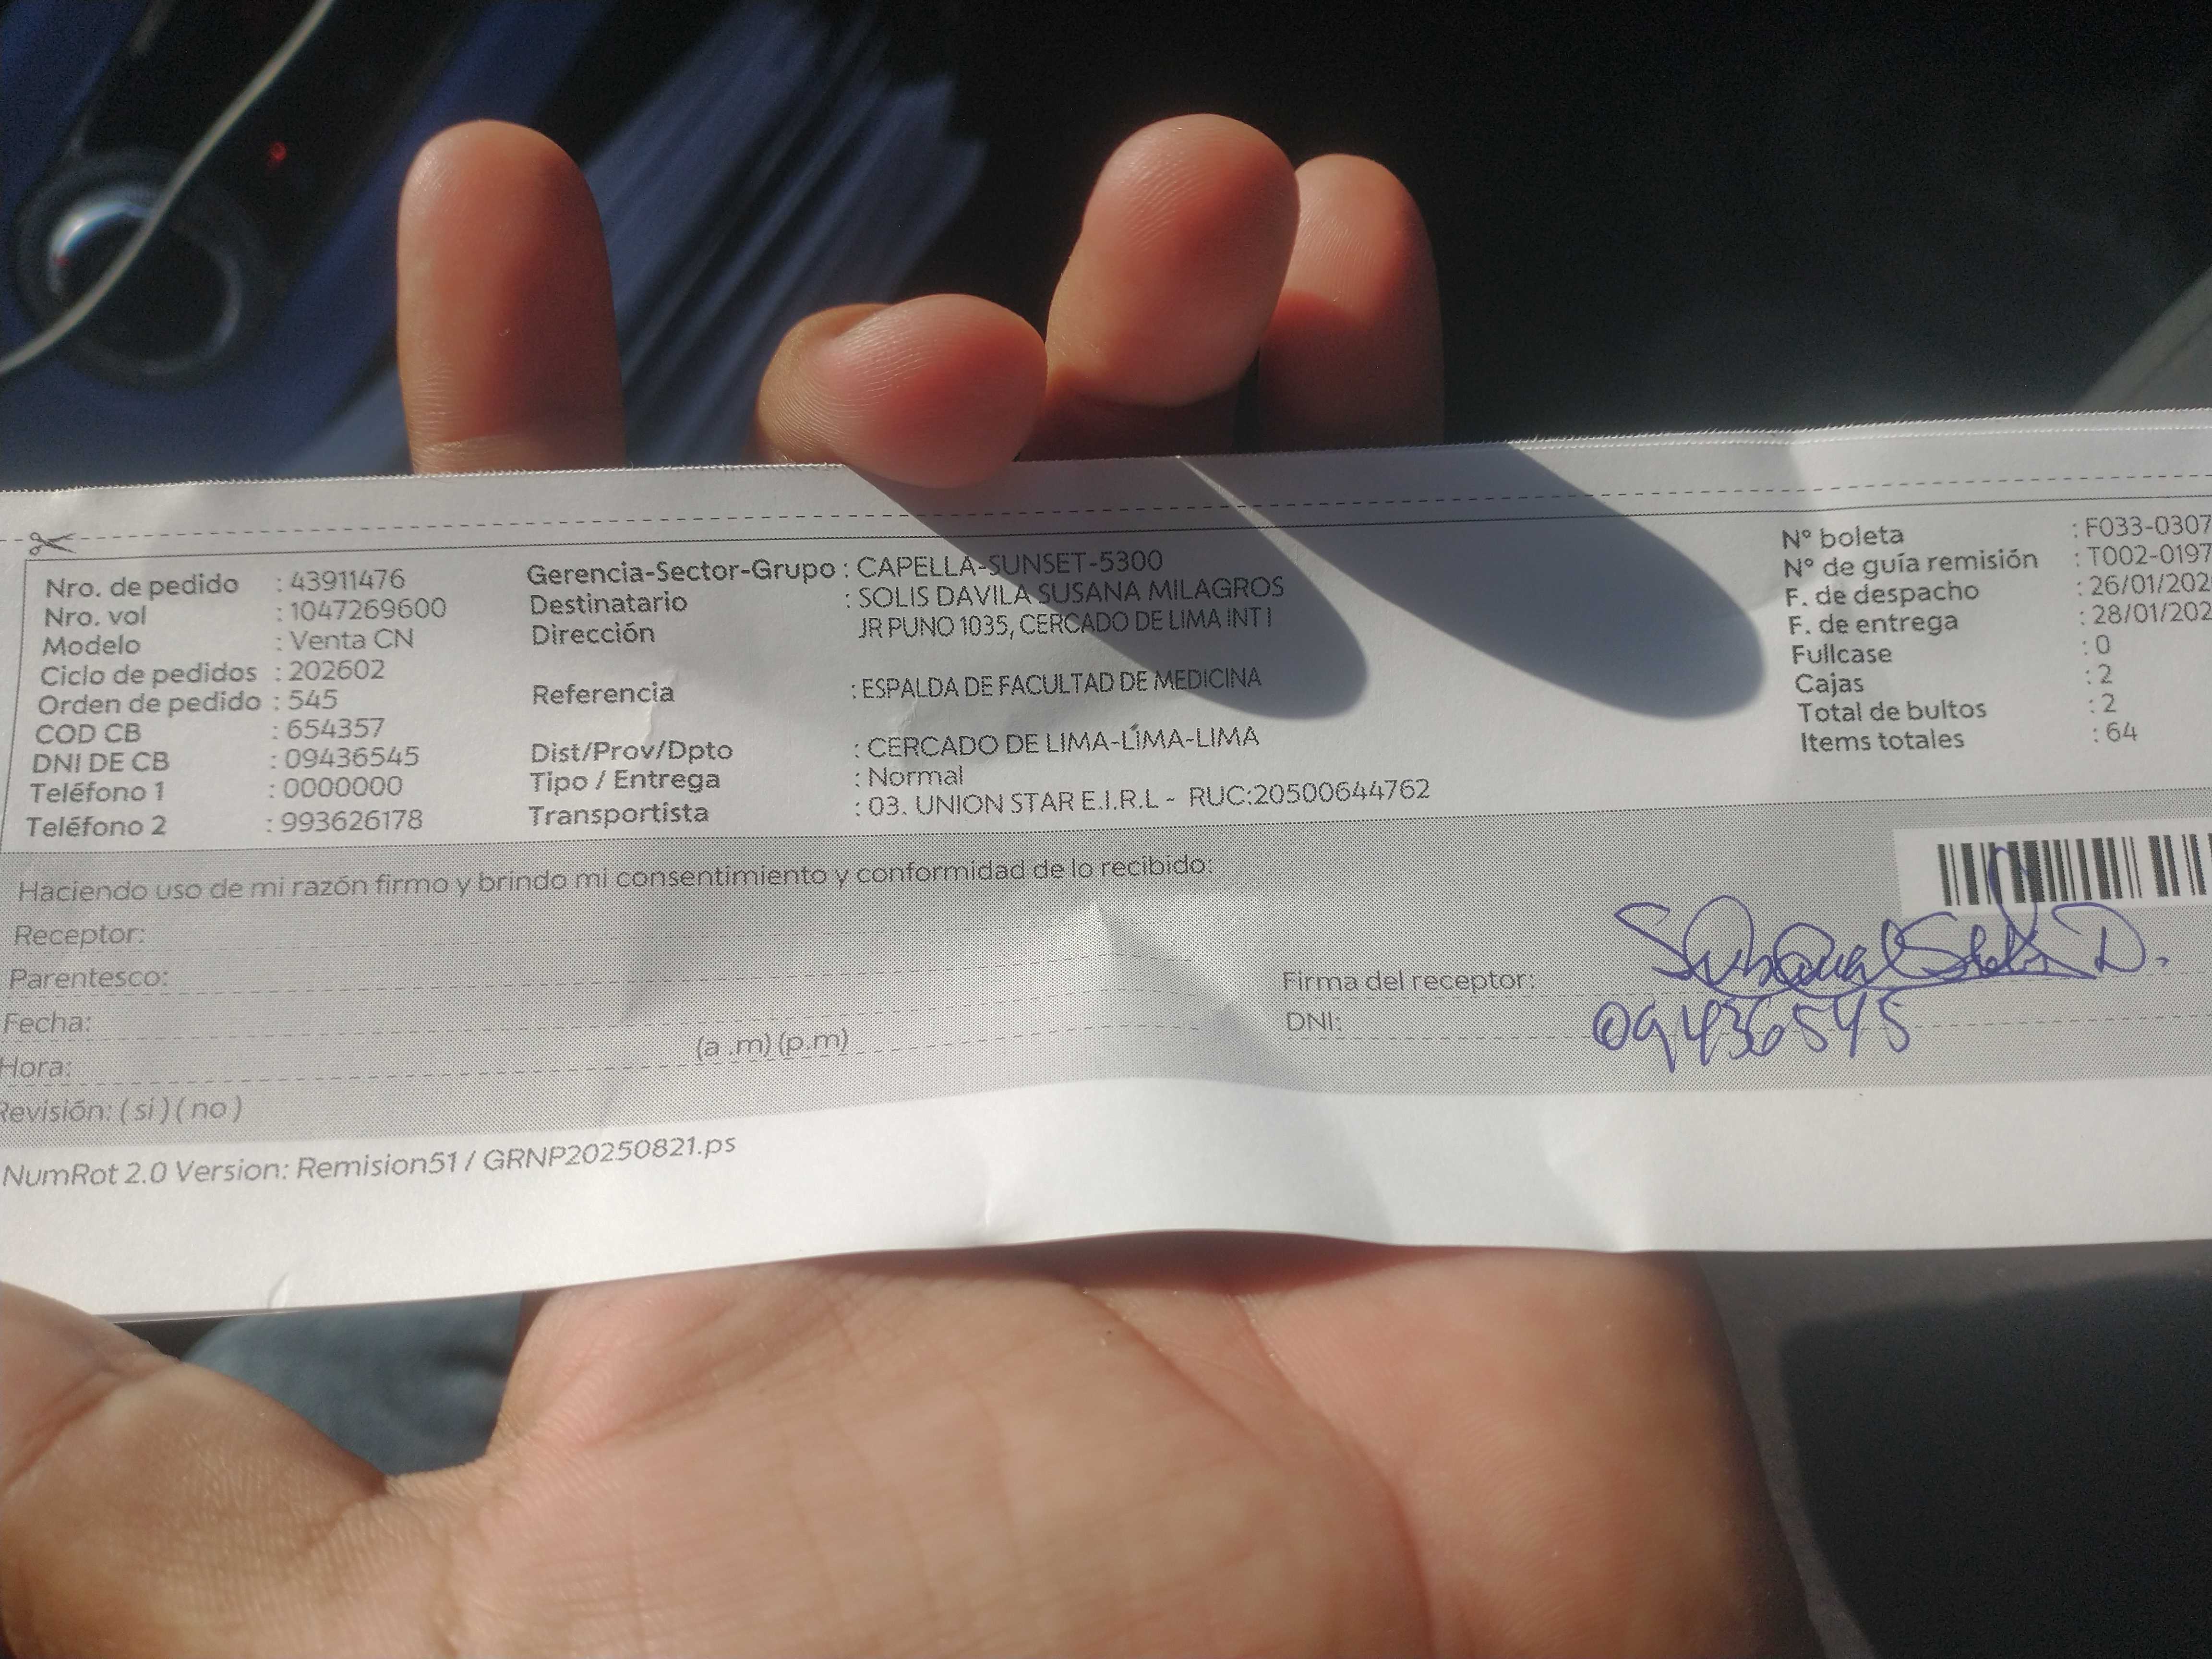 Nro. de pedido : 43911476
Nro. vol : 1047269600
Modelo : Venta CN
Ciclo de pedidos : 202602
Orden de pedido : 545
COD CB : 654357
DNI DE CB : 09436545
Teléfono 1 : 0000000
Teléfono 2 : 993626178
Gerencia-Sector-Grupo : CAPELLA-SUNSET-5300
Destinatario : SOLIS DAVILA SUSANA MILAGROS
Dirección JR PUNO 1035, CERCADO DE LIMA INT I
Referencia : ESPALDA DE FACULTAD DE MEDICINA
Dist/Prov/Dpto : CERCADO DE LIMA-LIMA-LIMA
Tipo / Entrega : Normal
Transportista : 03. UNION STAR E.I.R.L - RUC:20500644762
N° boleta : F033-0307
N° de guía remisión : T002-0197
F. de despacho : 26/01/202
F. de entrega : 28/01/202
Fullcase : 0
Cajas : 2
Total de bultos : 2
Items totales : 64
Haciendo uso de mi razón firmo y brindo mi consentimiento y conformidad de lo recibido:
Receptor:
Parentesco:
Fecha:
Hora: (a .m) (p.m)
Revisión: ( si ) ( no )
Firma del receptor:
DNI: 09436545
NumRot 2.0 Version: Remision51 / GRNP20250821.ps